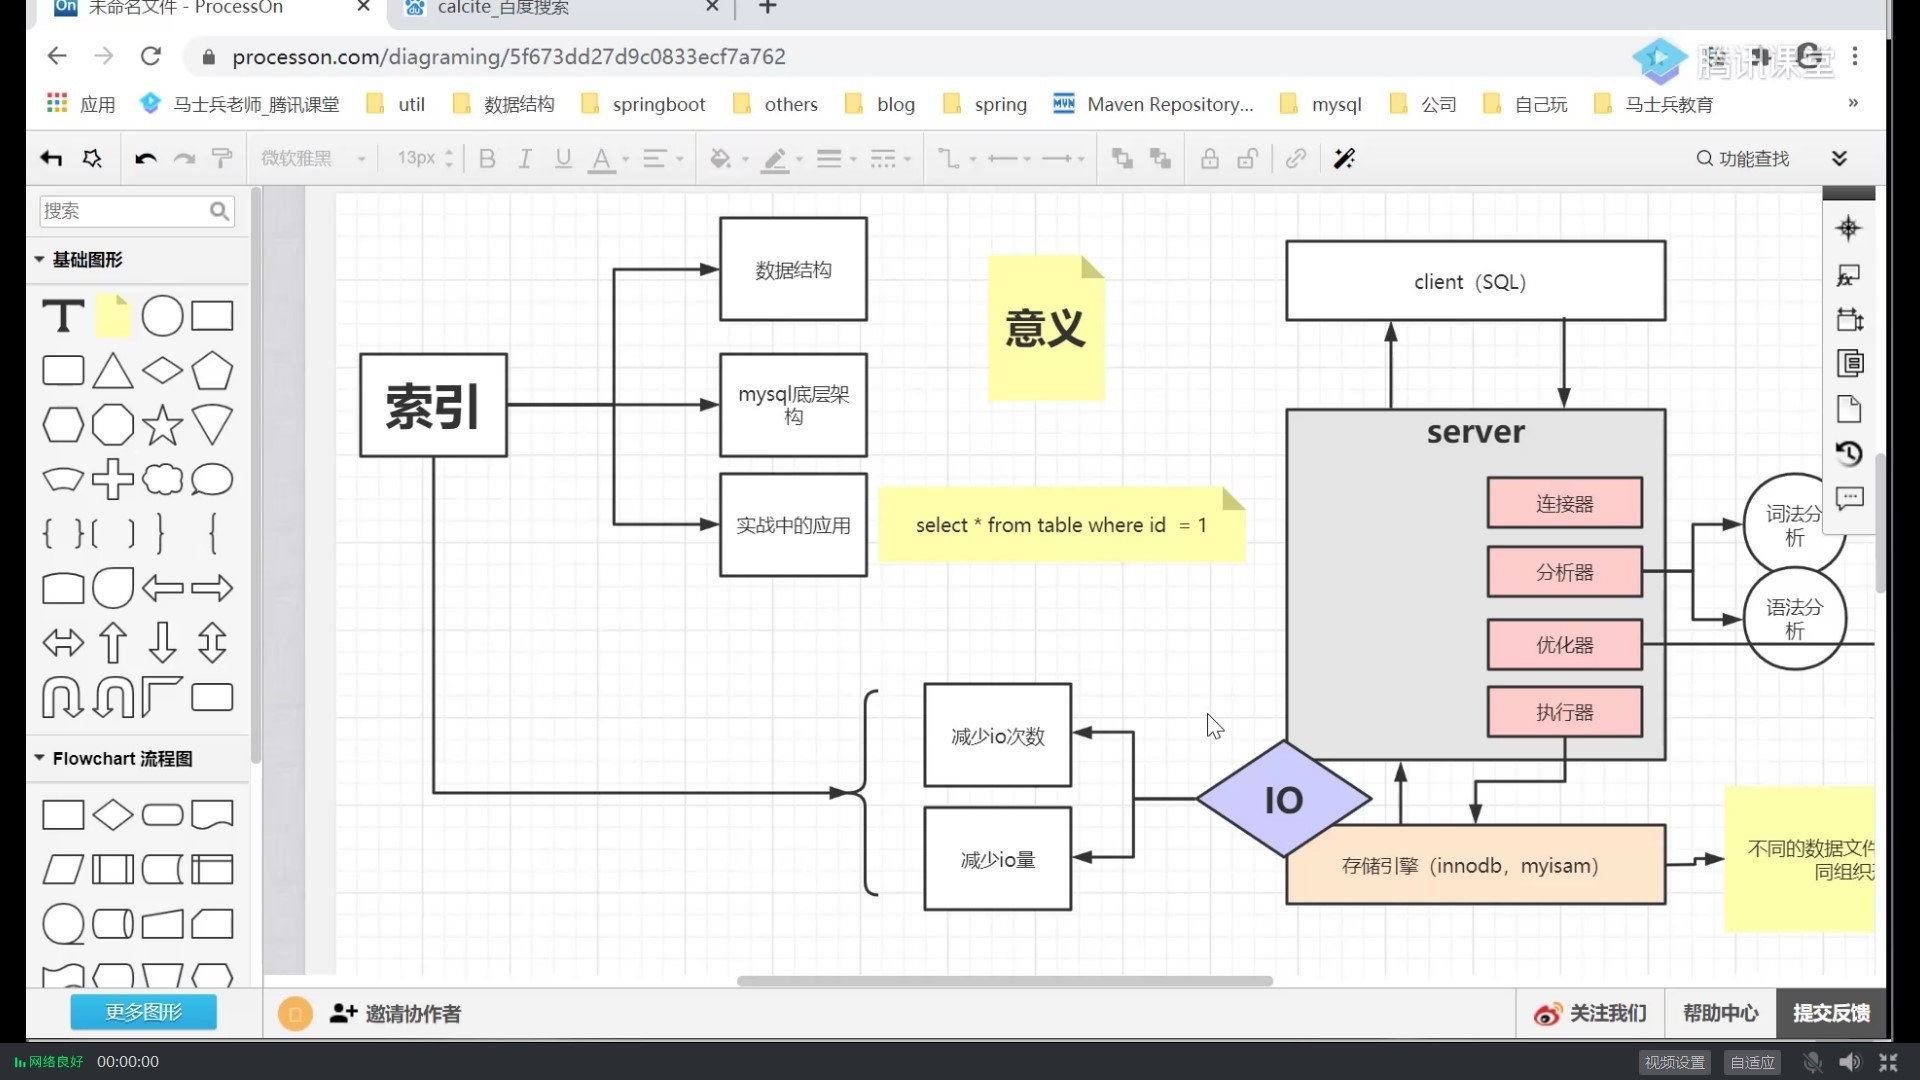 On 未命名文件 - ProcessOn
calcite_百度搜索
processon.com/diagraming/5f673dd27d9c0833ecf7a762
腾讯课堂
应用
马士兵老师_腾讯课堂
util
数据结构
springboot
others
blog
spring
MVN Maven Repository...
mysql
公司
自己玩
马士兵教育
»
微软雅黑
13px
B I U A
功能查找
搜索
基础图形
T
Flowchart 流程图
更多图形
索引
数据结构
mysql底层架
构
实战中的应用
意义
select * from table where id = 1
减少io次数
减少io量
IO
client（SQL）
server
连接器
分析器
优化器
执行器
词法分
析
语法分
析
存储引擎（innodb，myisam）
不同的数据文件
同组织
邀请协作者
关注我们
帮助中心
提交反馈
网络良好 00:00:00
视频设置
自适应